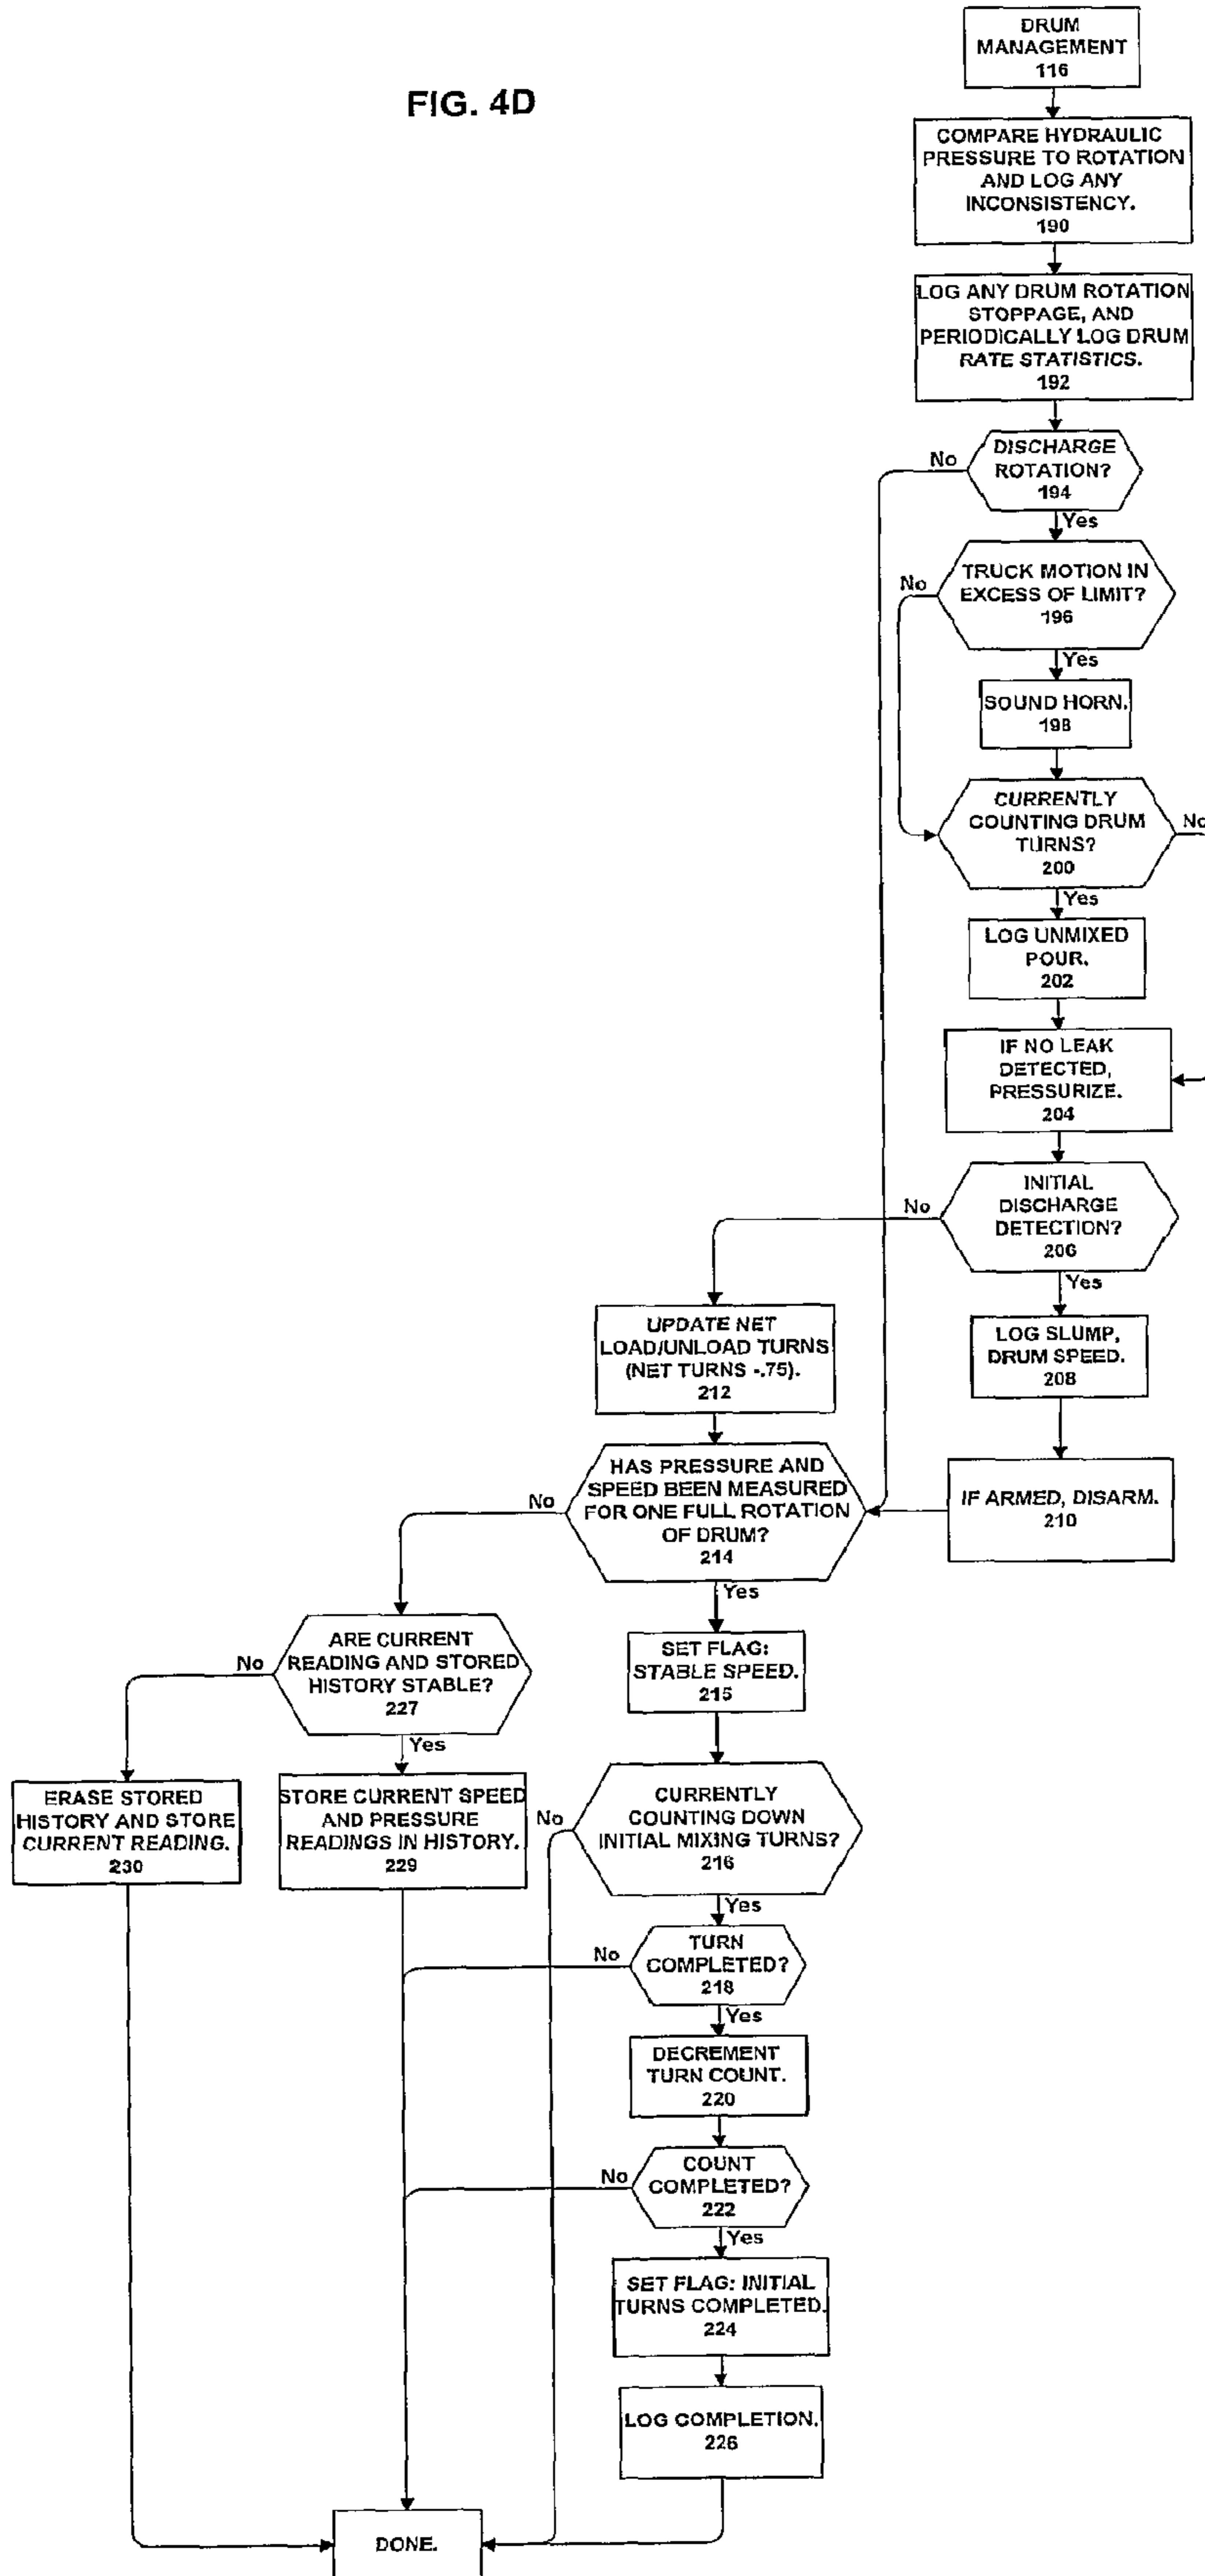 FIG. 4D
DRUM
MANAGEMENT
116
COMPARE HYDRAULIC
PRESSURE TO ROTATION
AND LOG ANY
INCONSISTENCY.
190
LOG ANY DRUM ROTATION
STOPPAGE, AND
PERIODICALLY LOG DRUM
RATE STATISTICS.
192
DISCHARGE
ROTATION?
194
No
Yes
TRUCK MOTION IN
EXCESS OF LIMIT?
196
No
Yes
SOUND HORN.
198
CURRENTLY
COUNTING DRUM
TURNS?
200
No
Yes
LOG UNMIXED
POUR.
202
IF NO LEAK
DETECTED,
PRESSURIZE.
204
INITIAL
DISCHARGE
DETECTION?
206
No
Yes
UPDATE NET
LOAD/UNLOAD TURNS
(NET TURNS -.75).
212
LOG SLUMP,
DRUM SPEED.
208
IF ARMED, DISARM.
210
HAS PRESSURE AND
SPEED BEEN MEASURED
FOR ONE FULL ROTATION
OF DRUM?
214
No
Yes
ARE CURRENT
READING AND STORED
HISTORY STABLE?
227
No
Yes
SET FLAG:
STABLE SPEED.
215
ERASE STORED
HISTORY AND STORE
CURRENT READING.
230
STORE CURRENT SPEED
AND PRESSURE
READINGS IN HISTORY.
229
CURRENTLY
COUNTING DOWN
INITIAL MIXING TURNS?
216
No
Yes
TURN
COMPLETED?
218
No
Yes
DECREMENT
TURN COUNT.
220
COUNT
COMPLETED?
222
No
Yes
SET FLAG: INITIAL
TURNS COMPLETED.
224
LOG COMPLETION.
226
DONE.